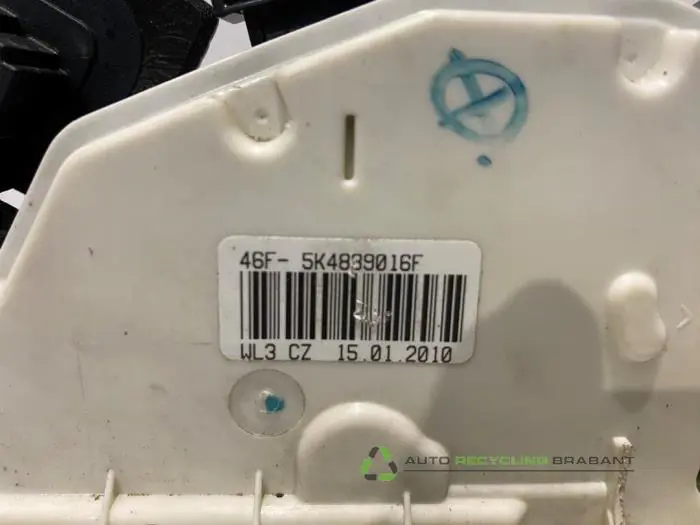 46F- 5K4839016F
WL3 CZ 15.01.2010
AUTO RECYCLING BRABANT